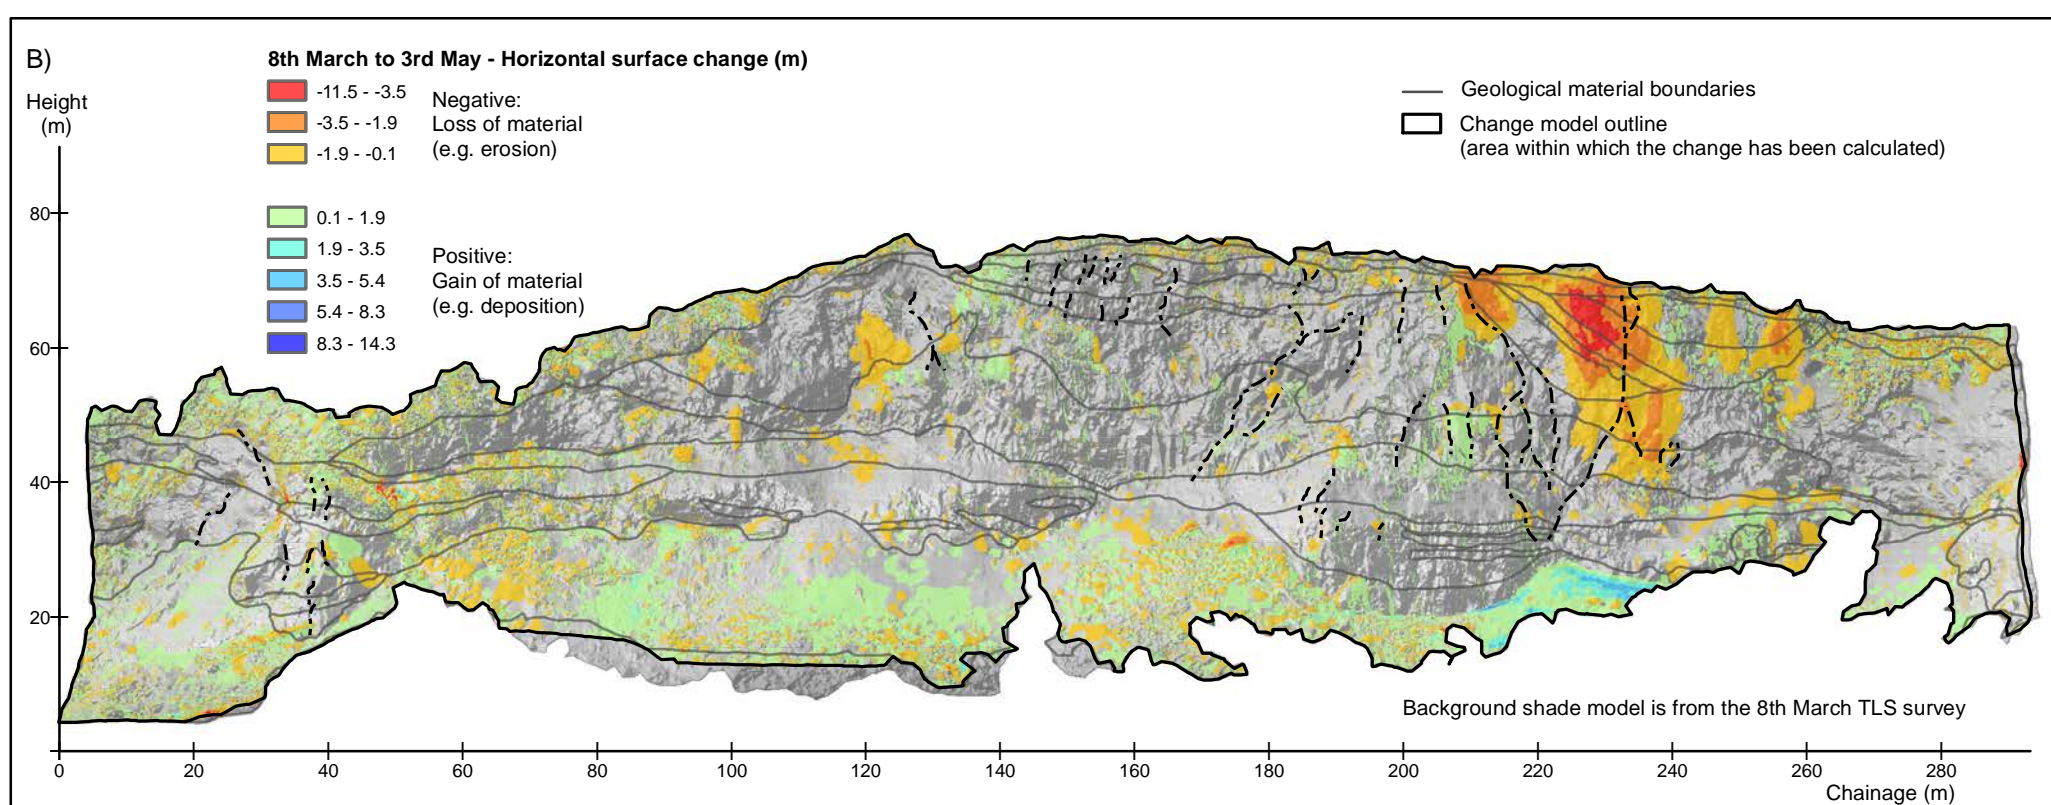 B)
8th March to 3rd May - Horizontal surface change (m)
Height
(m)
-11.5 - -3.5
-3.5 - -1.9
-1.9 - -0.1
Negative:
Loss of material
(e.g. erosion)
0.1 - 1.9
1.9 - 3.5
3.5 - 5.4
5.4 - 8.3
8.3 - 14.3
Positive:
Gain of material
(e.g. deposition)
Geological material boundaries
Change model outline
(area within which the change has been calculated)
80
60
40
20
Background shade model is from the 8th March TLS survey
0 20 40 60 80 100 120 140 160 180 200 220 240 260 280
Chainage (m)